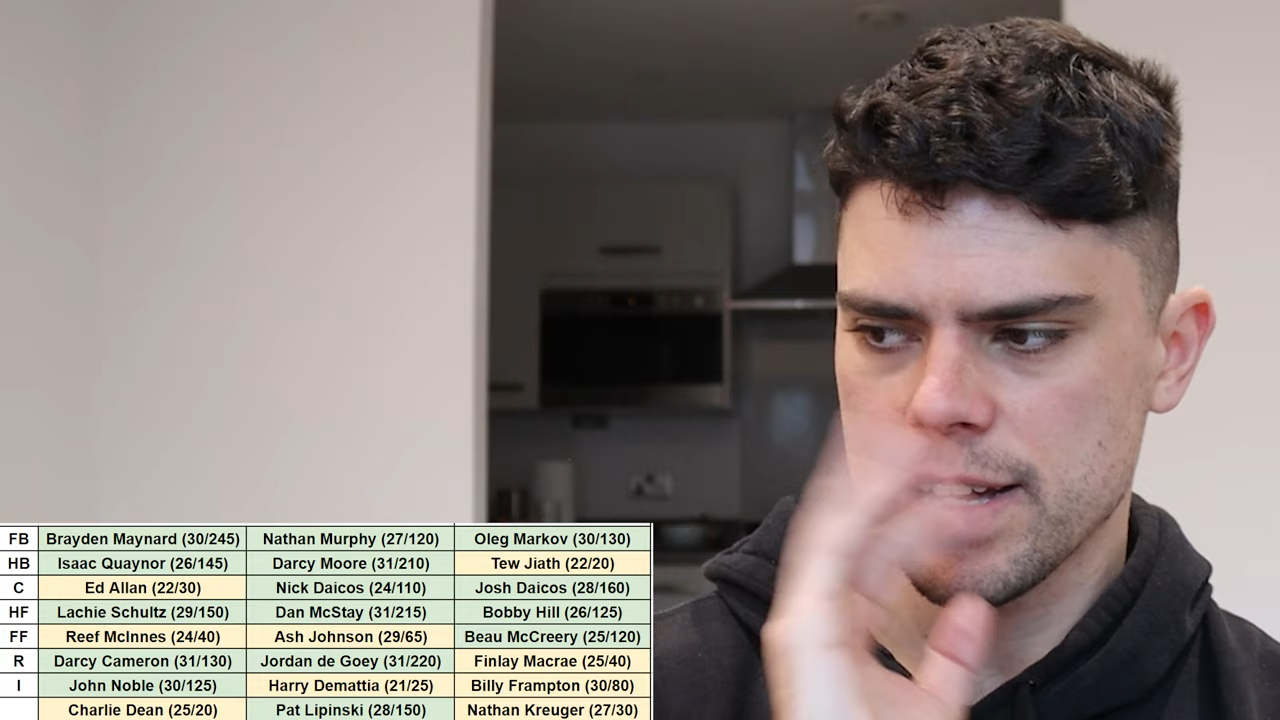 FB Brayden Maynard (30/245) Nathan Murphy (27/120) Oleg Markov (30/130)
HB Isaac Quaynor (26/145) Darcy Moore (31/210) Tew Jiath (22/20)
C Ed Allan (22/30) Nick Daicos (24/110) Josh Daicos (28/160)
HF Lachie Schultz (29/150) Dan McStay (31/215) Bobby Hill (26/125)
FF Reef McInnes (24/40) Ash Johnson (29/65) Beau McCreery (25/120)
R Darcy Cameron (31/130) Jordan de Goey (31/220) Finlay Macrae (25/40)
I John Noble (30/125) Harry Demattia (21/25) Billy Frampton (30/80)
Charlie Dean (25/20) Pat Lipinski (28/150) Nathan Kreuger (27/30)